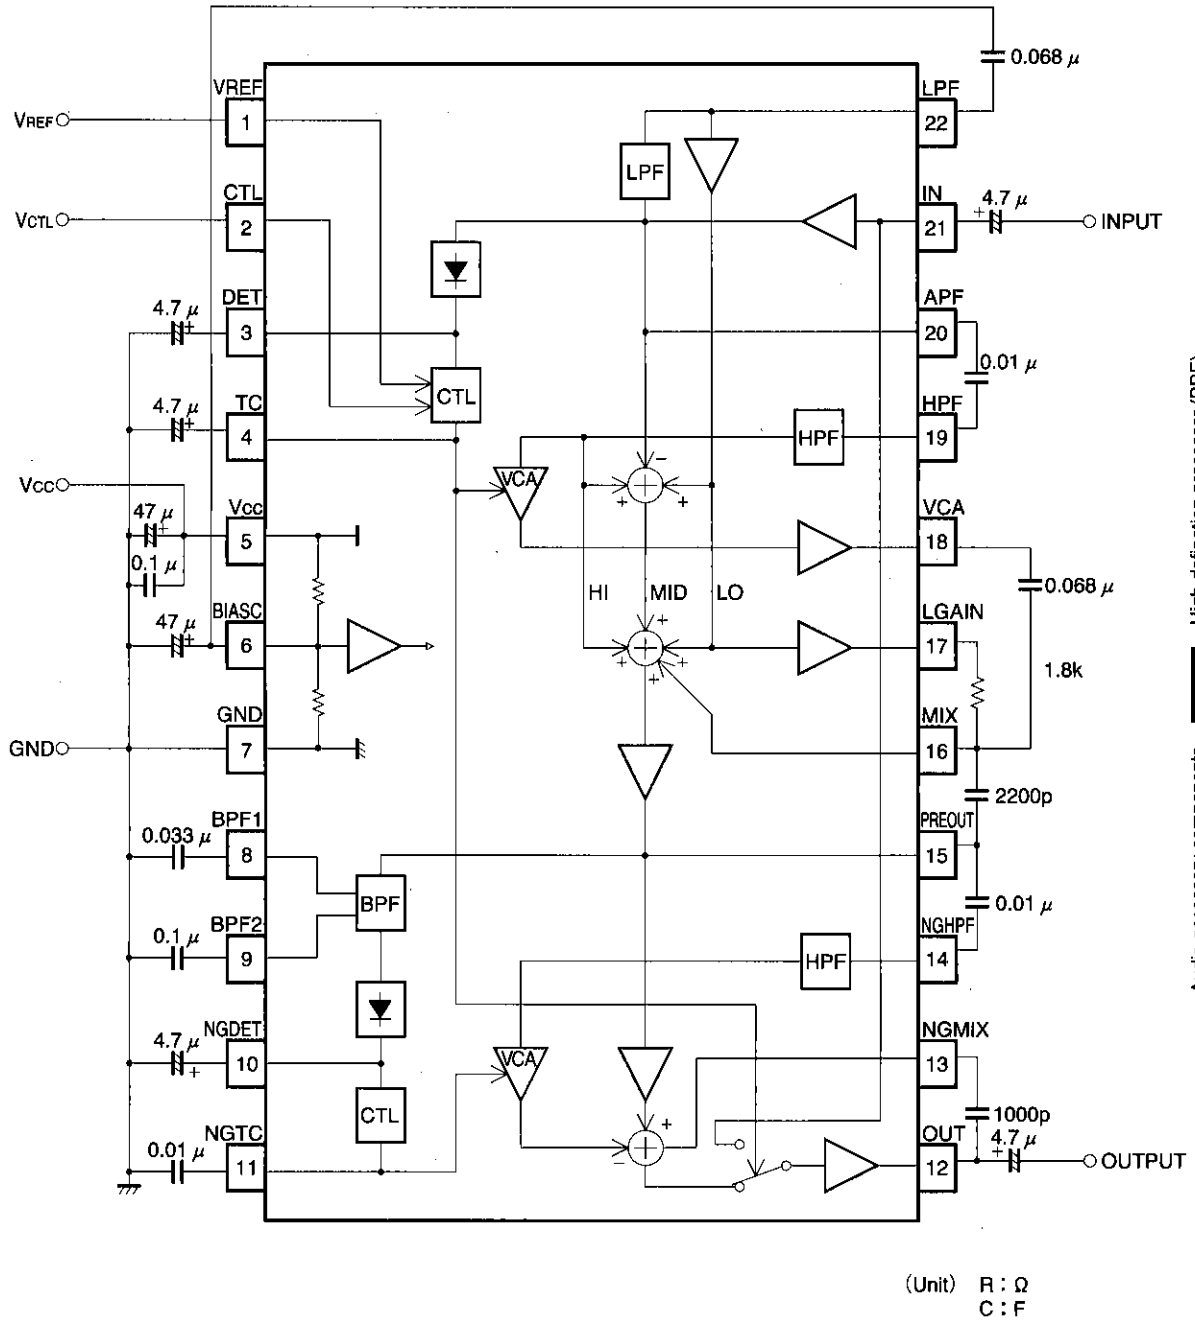 0.068 μ
VREF
LPF
VREF
1
22
LPF
CTL
IN
4.7 μ
+
VCTL
2
21
INPUT
DET
APF
4.7 μ
+
3
20
0.01 μ
CTL
TC
HPF
4.7 μ
+
4
HPF
19
VCA
−
+
+
+
VCC
47 μ
+
VCC
VCA
5
18
0.1 μ
HI
MID
LO
0.068 μ
BIASC
LGAIN
47 μ
+
6
+
+
+
+
+
17
1.8k
GND
MIX
GND
7
16
2200p
BPF1
PREOUT
0.033 μ
8
15
BPF
0.01 μ
BPF2
NGHPF
0.1 μ
9
HPF
14
NGDET
NGMIX
4.7 μ
+
10
VCA
13
CTL
1000p
NGTC
+
+
−
OUT
+
4.7 μ
0.01 μ
11
12
OUTPUT
(Unit) R : Ω
C : F